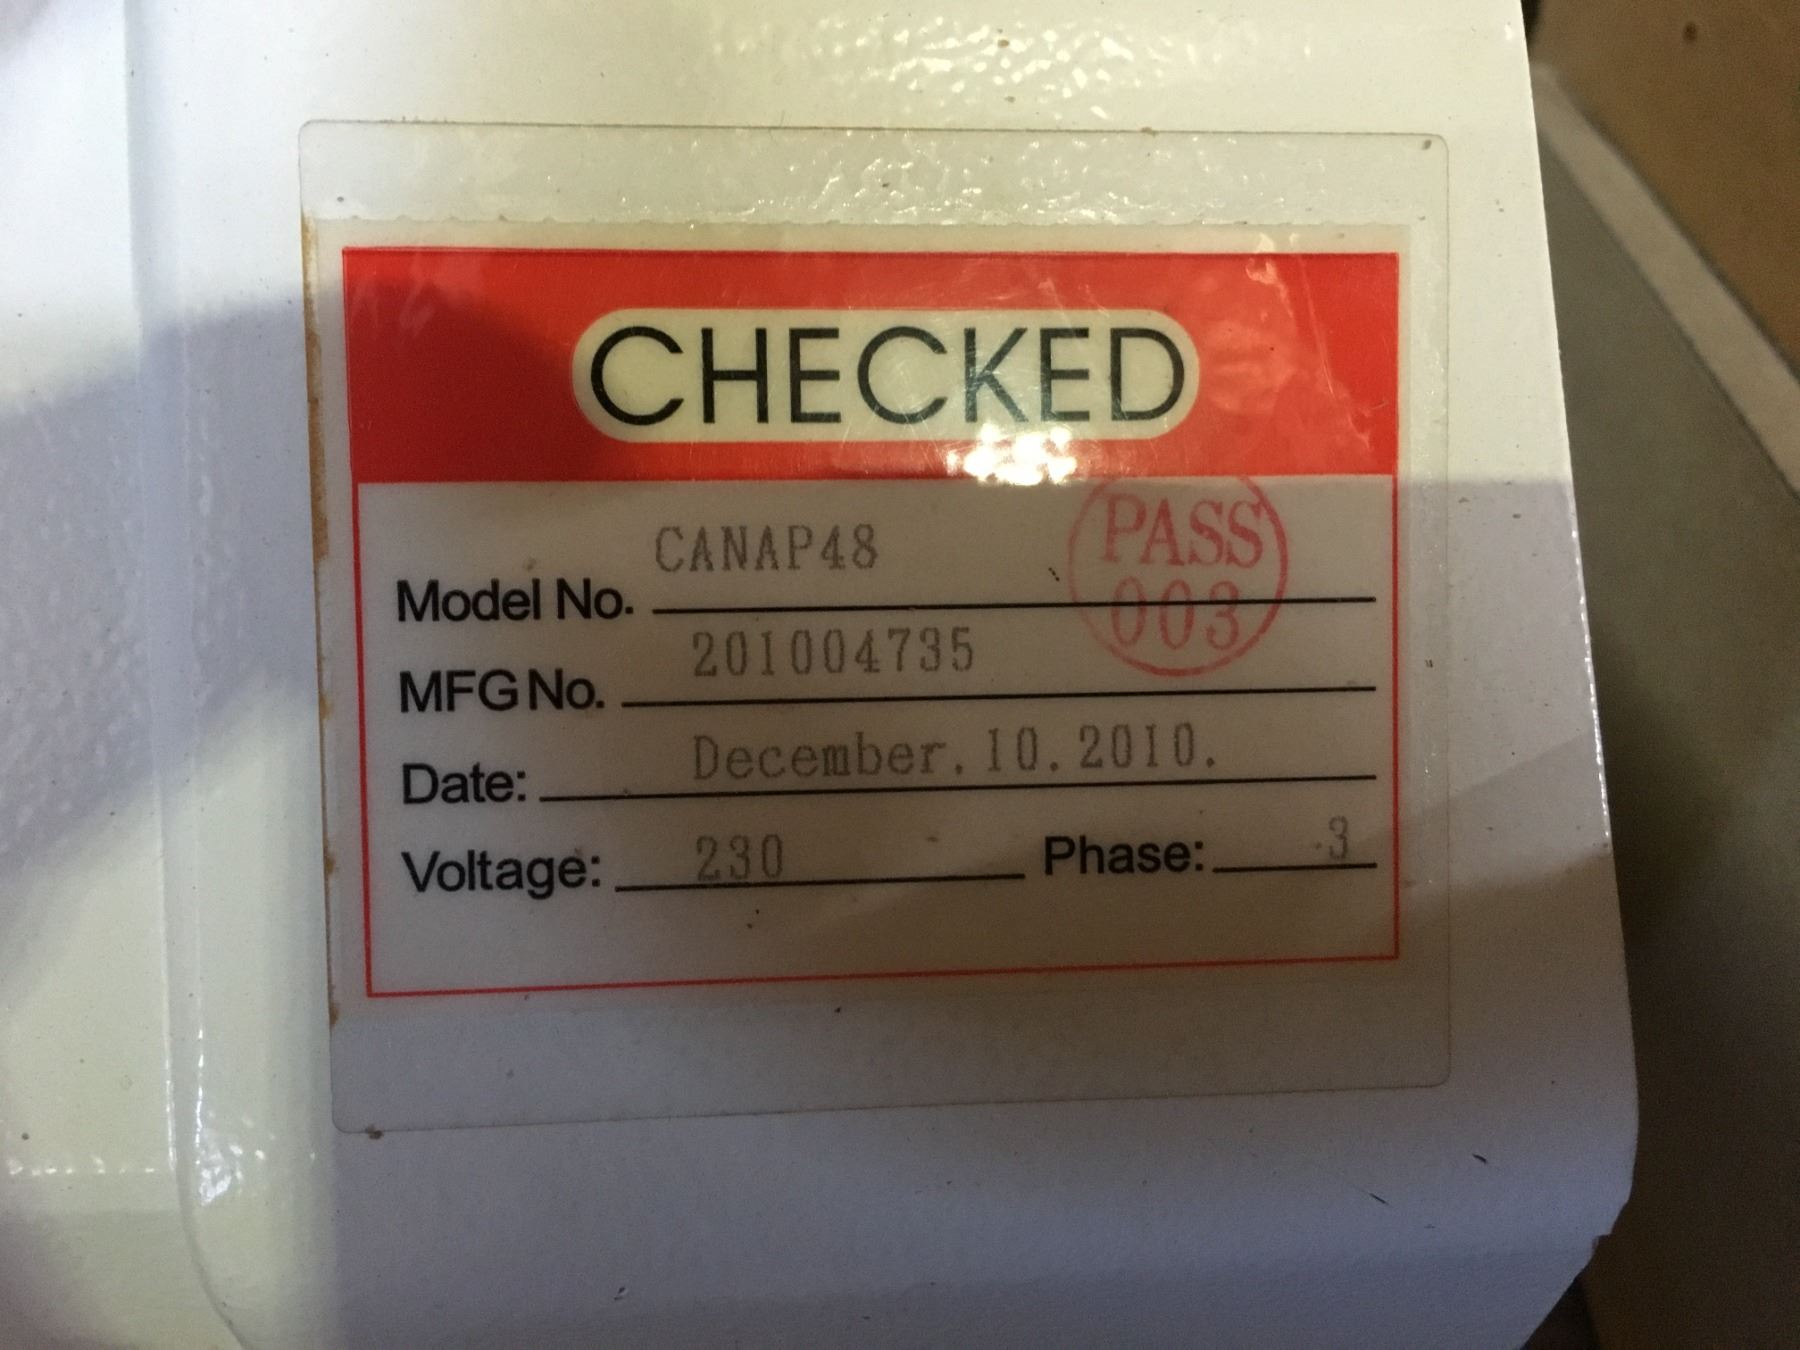 CHECKED
PASS
003
Model No. CANAP48
MFG No. 201004735
Date: December.10.2010.
Voltage: 230 Phase: 3